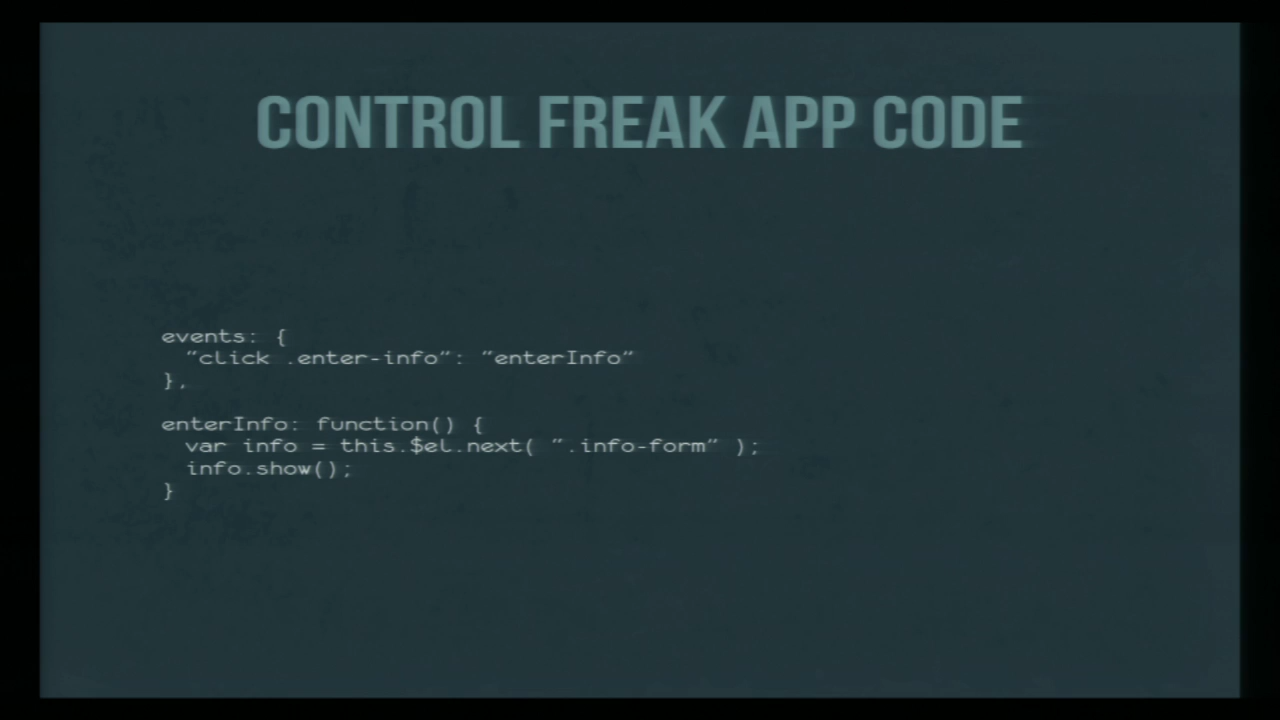 CONTROL FREAK APP CODE
events: {
  “click .enter-info”: “enterInfo”
},
enterInfo: function() {
  var info = this.$el.next( “.info-form” );
  info.show();
}